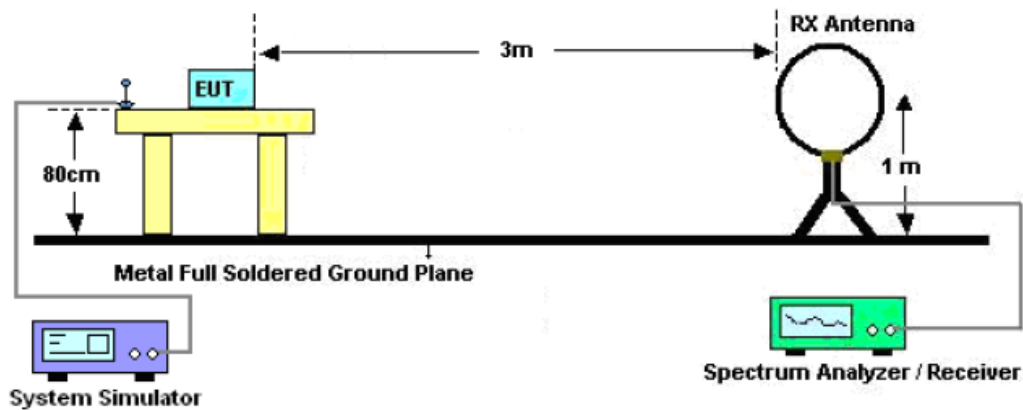 RX Antenna
3m
EUT
80cm
1 m
Metal Full Soldered Ground Plane
System Simulator
Spectrum Analyzer / Receiver